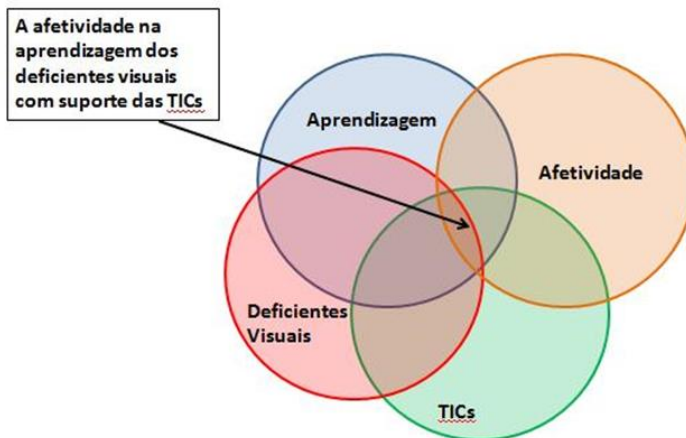 A afetividade na
aprendizagem dos
deficientes visuais
com suporte das TICs
Aprendizagem
Afetividade
Deficientes
Visuais
TICs